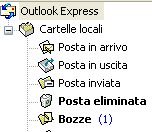 Outlook Express
Cartelle locali
Posta in arrivo
Posta in uscita
Posta inviata
Posta eliminata
Bozze (1)